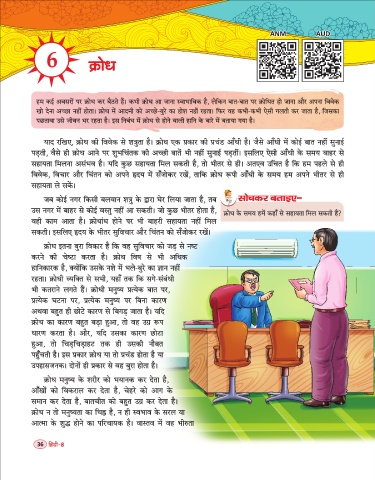 ANM
AUD
6
क्रोध
हम कई अवसरों पर क्रोध कर बैठते हैं। कभी क्रोध आ जाना स्वाभाविक है, लेकिन बात-बात पर क्रोधित हो जाना और अपना विवेक
खो देना अच्छा नहीं होता। क्रोध में आदमी को अच्छे-बुरे का होश नहीं रहता। फिर वह कभी-कभी ऐसी गलती कर जाता है, जिसका
पछतावा उसे जीवन भर रहता है। इस निबंध में क्रोध से होने वाली हानि के बारे में बताया गया है।
याद रखिए, क्रोध की विवेक से शत्रुता है। क्रोध एक प्रकार की प्रचंड आँधी है। जैसे आँधी में कोई बात नहीं सुनाई
पड़ती, वैसे ही क्रोध आने पर शुभचिंतक की अच्छी बातें भी नहीं सुनाई पड़तीं। इसलिए ऐसी आँधी के समय बाहर से
सहायता मिलना असंभव है। यदि कुछ सहायता मिल सकती है, तो भीतर से ही। अतएव उचित है कि हम पहले से ही
विवेक, विचार और चिंतन को अपने हृदय में सँजोकर रखें, ताकि क्रोध रूपी आँधी के समय हम अपने भीतर से ही
सहायता ले सकें।
जब कोई नगर किसी बलवान शत्रु के द्वारा घेर लिया जाता है, तब
उस नगर में बाहर से कोई वस्तु नहीं आ सकती। जो कुछ भीतर होता है,
वही काम आता है। क्रोधांध होने पर भी बाहरी सहायता नहीं मिल
सकती। इसलिए हृदय के भीतर सुविचार और चिंतन को सँजोकर रखें।
सोचकर बताइए–
क्रोध के समय हमें कहाँ से सहायता मिल सकती है?
क्रोध इतना बुरा विकार है कि वह सुविचार को जड़ से नष्ट
करने की चेष्टा करता है। क्रोध विष से भी अधिक
हानिकारक है, क्योंकि उसके नशे में भले-बुरे का ज्ञान नहीं
रहता। क्रोधी व्यक्ति से सभी, यहाँ तक कि सगे-संबंधी
भी कतराने लगते हैं। क्रोधी मनुष्य प्रत्येक बात पर,
प्रत्येक घटना पर, प्रत्येक मनुष्य पर बिना कारण
अथवा बहुत ही छोटे कारण से बिगड़ जाता है। यदि
क्रोध का कारण बहुत बड़ा हुआ, तो वह उग्र रूप
धारण करता है। और, यदि उसका कारण छोटा
हुआ, तो चिड़चिड़ाहट तक ही उसकी नौबत
पहुँचती है। इस प्रकार क्रोध या तो प्रचंड होता है या
उपहासजनक। दोनों ही प्रकार से यह बुरा होता है।
क्रोध मनुष्य के शरीर को भयानक कर देता है,
आँखों को विकराल कर देता है, चेहरे को आग के
समान कर देता है, बातचीत को बहुत उग्र कर देता है।
क्रोध न तो मनुष्यता का चिह्न है, न ही स्वभाव के सरल या
आत्मा के शुद्ध होने का परिचायक है। वास्तव में वह भीरुता
36
हिन्दी-8